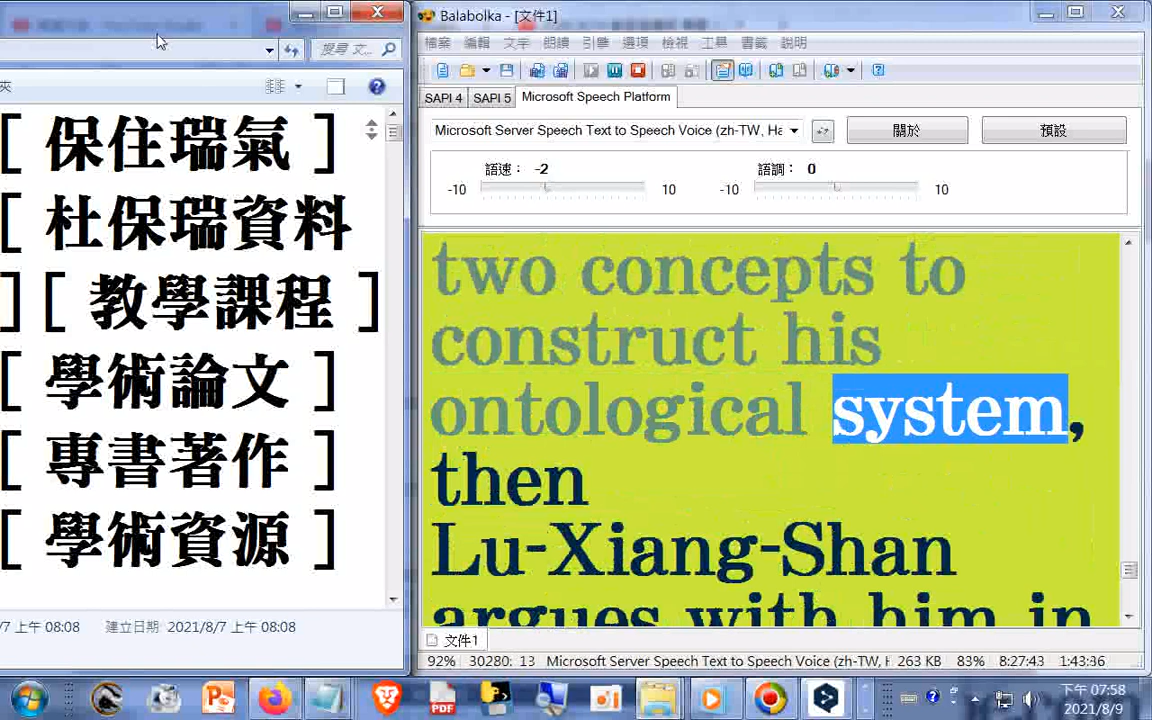 搜尋 文...
夾
[ 保住瑞氣 ]
[ 杜保瑞資料
][ 教學課程 ]
[ 學術論文 ]
[ 專書著作 ]
[ 學術資源 ]
/7 上午 08:08 建立日期: 2021/8/7 上午 08:08
Balabolka - [文件1]
檔案 編輯 文字 朗讀 引擎 選項 檢視 工具 書籤 說明
SAPI 4 SAPI 5 Microsoft Speech Platform
Microsoft Server Speech Text to Speech Voice (zh-TW, Ha
關於 預設
語速： -2 語調： 0
-10 10 -10 10
two concepts to
construct his
ontological system,
then
Lu-Xiang-Shan
argues with him in
文件1
92% 30280: 13 Microsoft Server Speech Text to Speech Voice (zh-TW, H 263 KB 83% 8:27:43 1:43:36
PDF
下午 07:58
2021/8/9